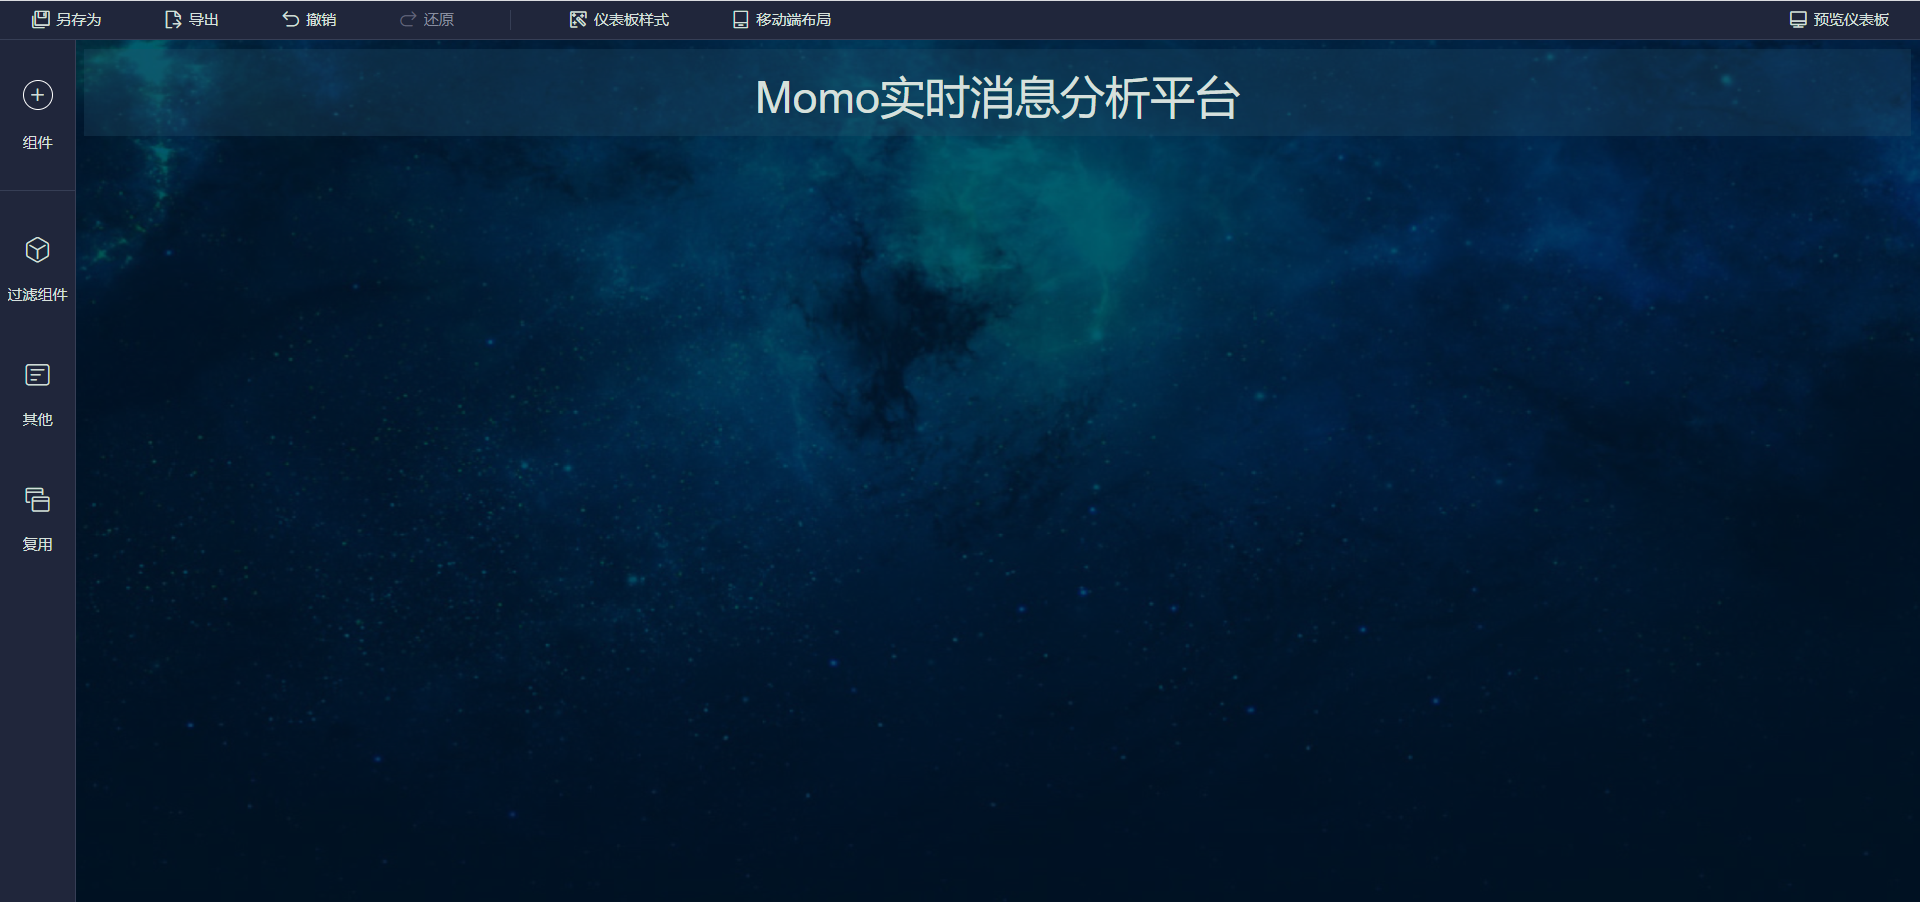 另存为 导出 撤销 还原 仪表板样式 移动端布局 预览仪表板
Momo实时消息分析平台
组件
过滤组件
其他
复用